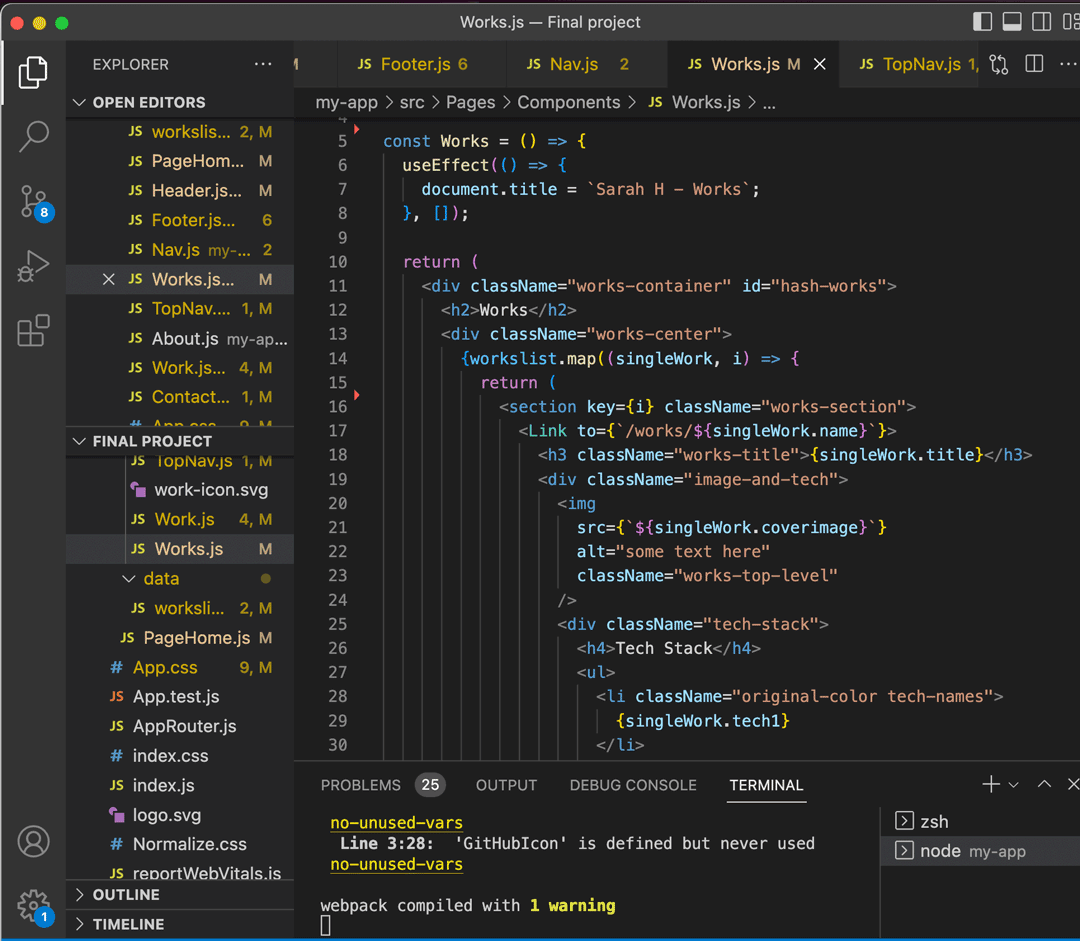 Works.js — Final project
EXPLORER ...
M
JS Footer.js 6
JS Nav.js 2
JS Works.js M
JS TopNav.js 1,
...
my-app > src > Pages > Components > JS Works.js > ...
OPEN EDITORS
JS workslis... 2, M
JS PageHom... M
JS Header.js... M
JS Footer.js... 6
JS Nav.js my-... 2
JS Works.js... M
JS TopNav.... 1, M
JS About.js my-ap...
JS Work.js... 4, M
JS Contact... 1, M
# App.css 9, M
FINAL PROJECT
JS TopNav.js 1, M
work-icon.svg
JS Work.js 4, M
JS Works.js M
data
JS worksli... 2, M
JS PageHome.js M
# App.css 9, M
JS App.test.js
JS AppRouter.js
# index.css
JS index.js
logo.svg
# Normalize.css
JS reportWebVitals.js
OUTLINE
TIMELINE
8
1
4
5 const Works = () => {
6 useEffect(() => {
7 document.title = `Sarah H - Works`;
8 }, []);
9
10 return (
11 <div className="works-container" id="hash-works">
12 <h2>Works</h2>
13 <div className="works-center">
14 {workslist.map((singleWork, i) => {
15 return (
16 <section key={i} className="works-section">
17 <Link to={`/works/${singleWork.name}`}>
18 <h3 className="works-title">{singleWork.title}</h3>
19 <div className="image-and-tech">
20 <img
21 src={`${singleWork.coverimage}`}
22 alt="some text here"
23 className="works-top-level"
24 />
25 <div className="tech-stack">
26 <h4>Tech Stack</h4>
27 <ul>
28 <li className="original-color tech-names">
29 {singleWork.tech1}
30 </li>
PROBLEMS 25 OUTPUT DEBUG CONSOLE TERMINAL
no-unused-vars
Line 3:28: 'GitHubIcon' is defined but never used
no-unused-vars
webpack compiled with 1 warning
zsh
node my-app